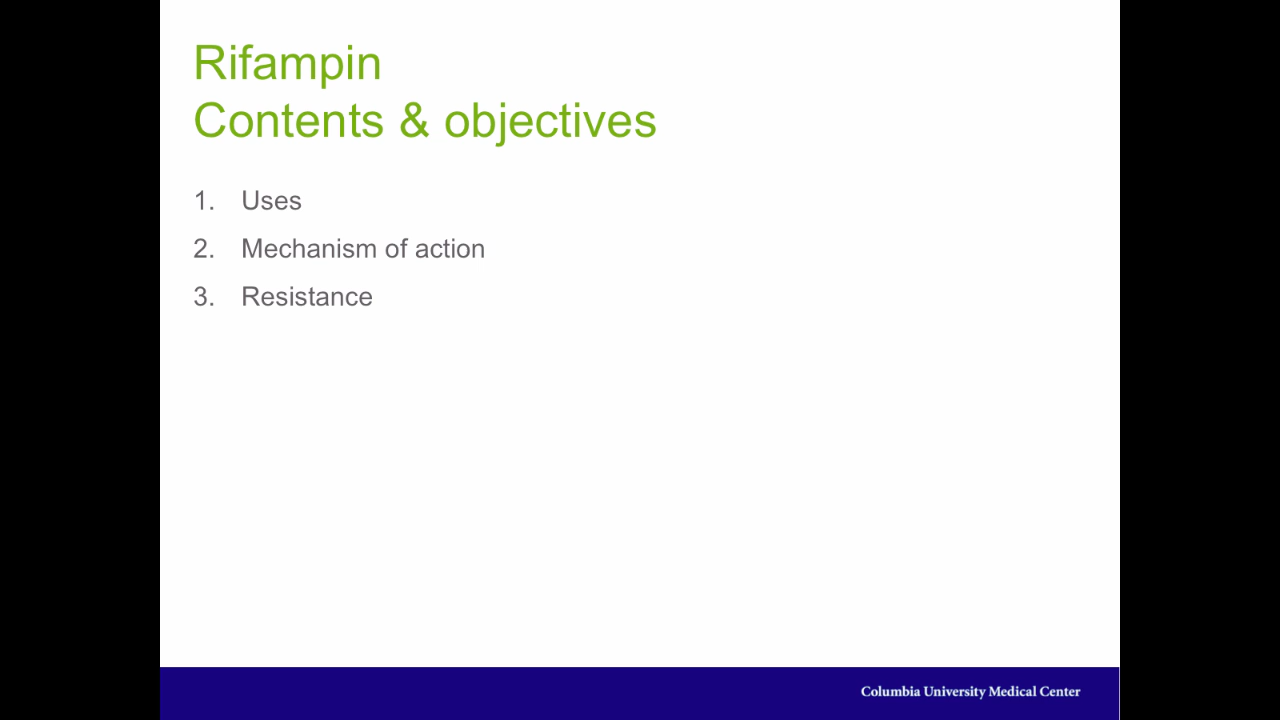 Rifampin
Contents & objectives
1. Uses
2. Mechanism of action
3. Resistance
Columbia University Medical Center